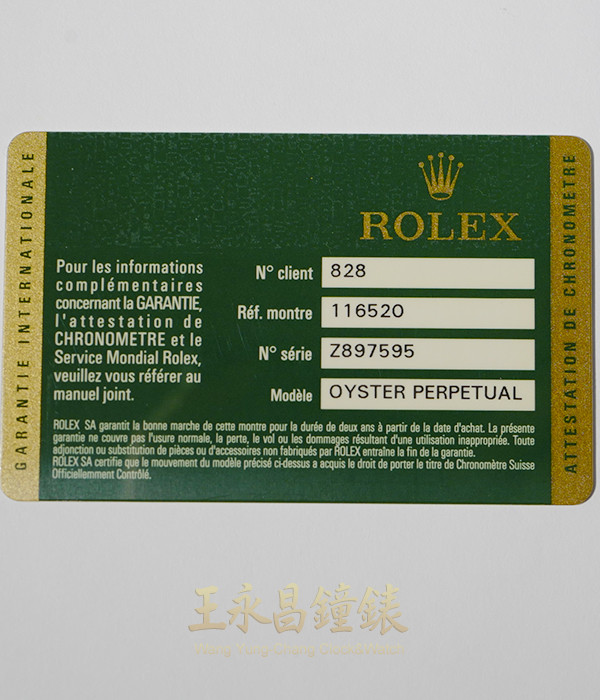 GARANTIE INTERNATIONALE
ROLEX
Pour les informations
complémentaires
concernant la GARANTIE,
l'attestation de
CHRONOMETRE et le
Service Mondial Rolex,
veuillez vous référer au
manuel joint.
N° client 828
Réf. montre 116520
N° série Z897595
Modèle OYSTER PERPETUAL
ROLEX SA garantit la bonne marche de cette montre pour la durée de deux ans à partir de la date d'achat. La présente
garantie ne couvre pas l'usure normale, la perte, le vol ou les dommages résultant d'une utilisation inappropriée. Toute
adjonction ou substitution de pièces ou d'accessoires non fabriqués par ROLEX entraîne la fin de la garantie.
ROLEX SA certifie que le mouvement du modèle précisé ci-dessus a acquis le droit de porter le titre de Chronomètre Suisse
Officiellement Contrôlé.
ATTESTATION DE CHRONOMETRE
王永昌鐘錶